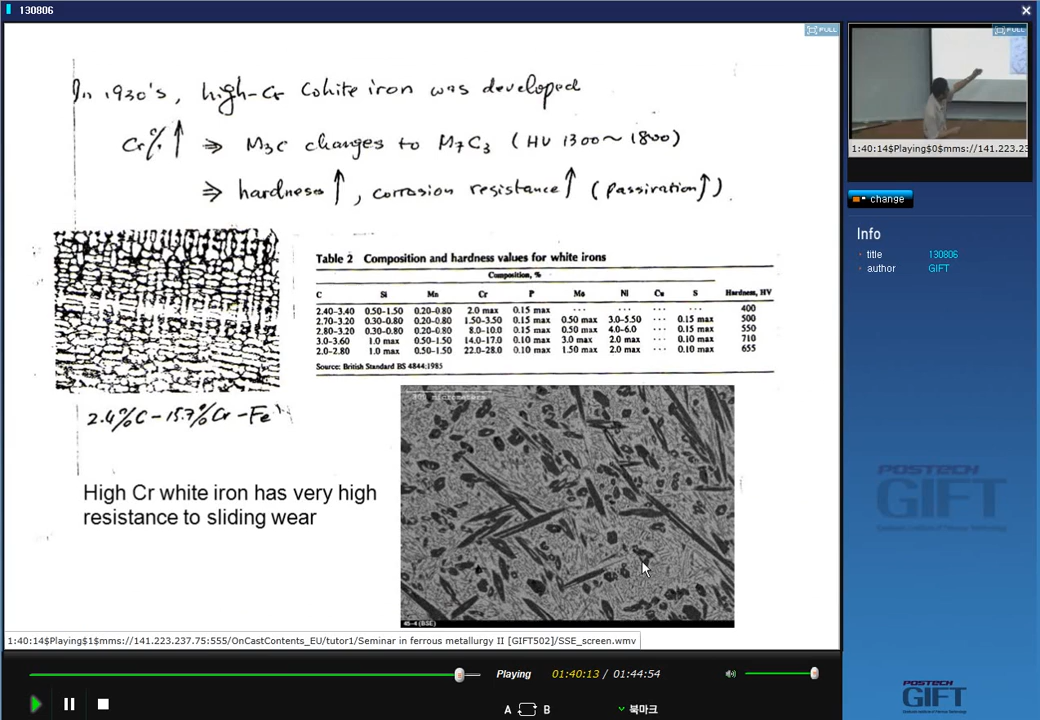 130806
FULL
In 1930's, high-Cr Cohite iron was developed
Cr% ↑ ⇒ M₃C changes to M₇C₃ (HV 1300~1800)
⇒ hardness ↑, corrosion resistance ↑ (passiration ↑).
Table 2 Composition and hardness values for white irons
Composition, %
C Si Mn Cr P Mo Ni Cu S Hardness, HV
2.40–3.40 0.50–1.50 0.20–0.80 2.0 max 0.15 max ... ... ... ... 400
2.70–3.20 0.30–0.80 0.20–0.80 1.50–3.50 0.15 max 0.50 max 3.0–5.50 ... 0.15 max 500
2.80–3.20 0.30–0.80 0.20–0.80 8.0–10.0 0.15 max 0.50 max 4.0–6.0 ... 0.15 max 550
3.0–3.60 1.0 max 0.50–1.50 14.0–17.0 0.10 max 3.0 max 2.0 max ... 0.10 max 710
2.0–2.80 1.0 max 0.50–1.50 22.0–28.0 0.10 max 1.50 max 2.0 max ... 0.10 max 655
Source: British Standard BS 4844:1985
2.4%C–15.7%Cr–Fe
High Cr white iron has very high
resistance to sliding wear
45-4 (BSE)
1:40:14$Playing$1$mms://141.223.237.75:555/OnCastContents_EU/tutor1/Seminar in ferrous metallurgy II [GIFT502]/SSE_screen.wmv
Playing 01:40:13 / 01:44:54
A B 북마크
FULL
1:40:14$Playing$0$mms://141.223.23
change
Info
title 130806
author GIFT
POSTECH
GIFT
POSTECH
GIFT